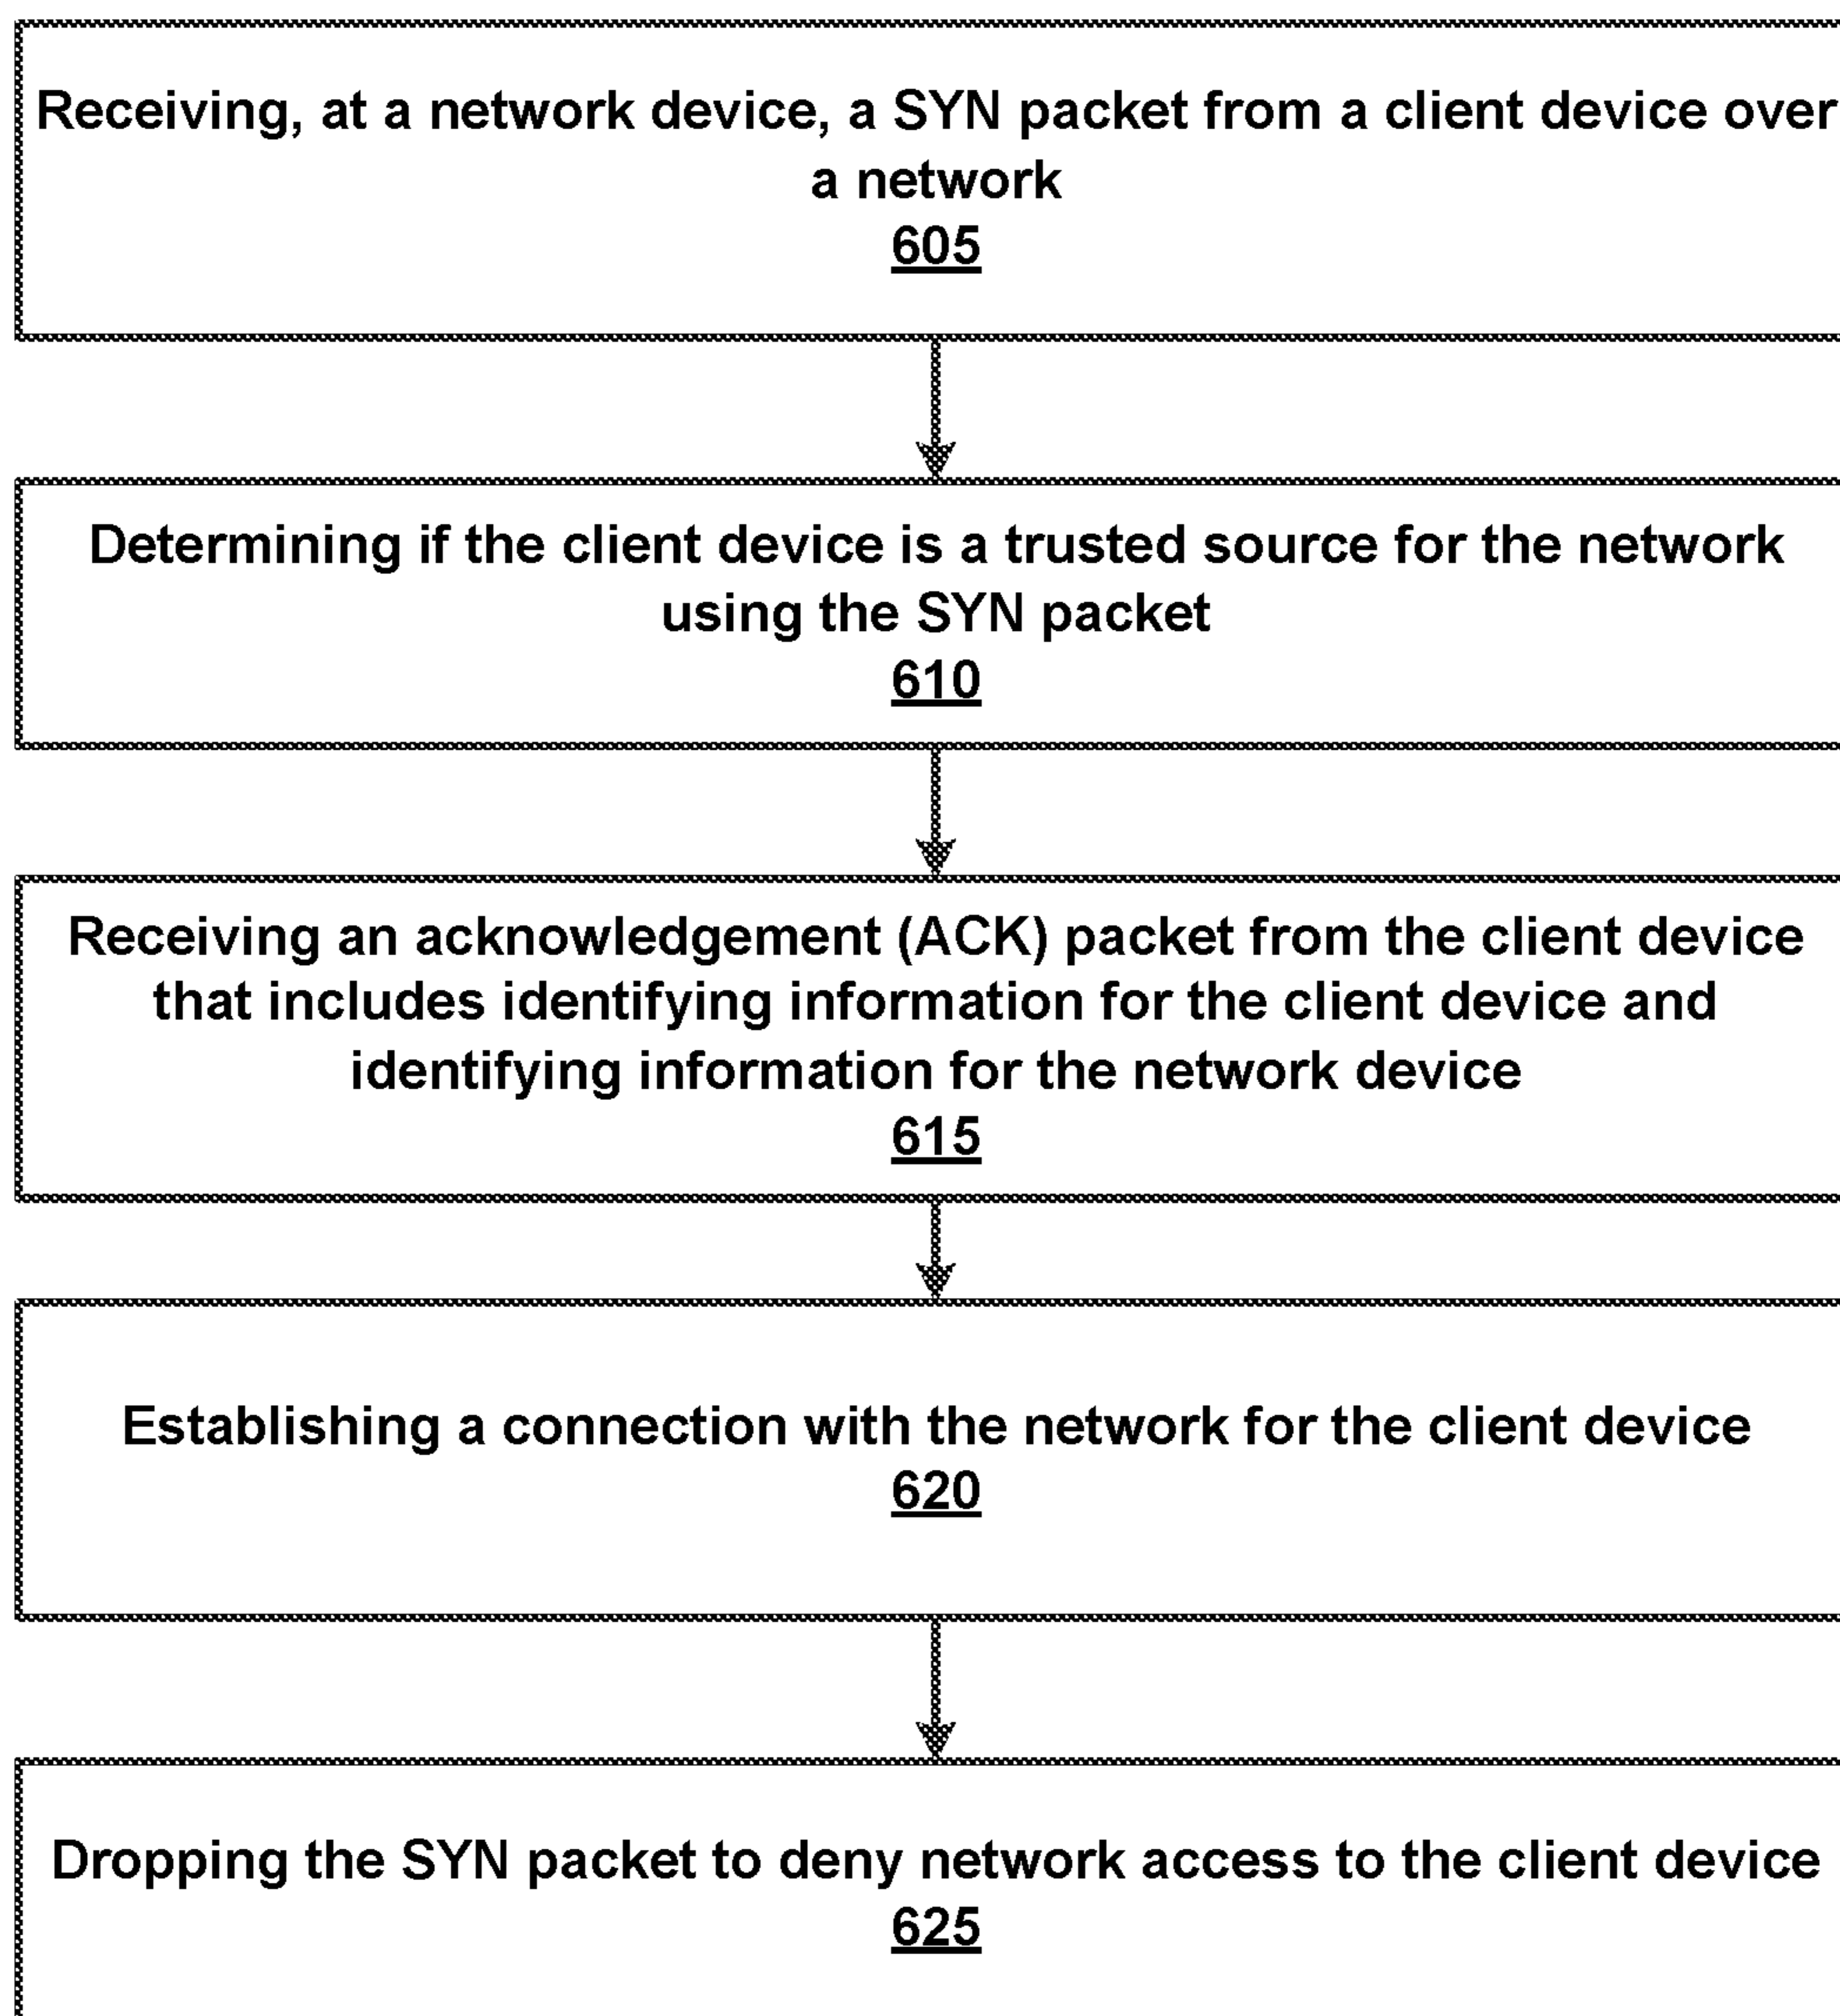 Receiving, at a network device, a SYN packet from a client device over
a network
605
Determining if the client device is a trusted source for the network
using the SYN packet
610
Receiving an acknowledgement (ACK) packet from the client device
that includes identifying information for the client device and
identifying information for the network device
615
Establishing a connection with the network for the client device
620
Dropping the SYN packet to deny network access to the client device
625